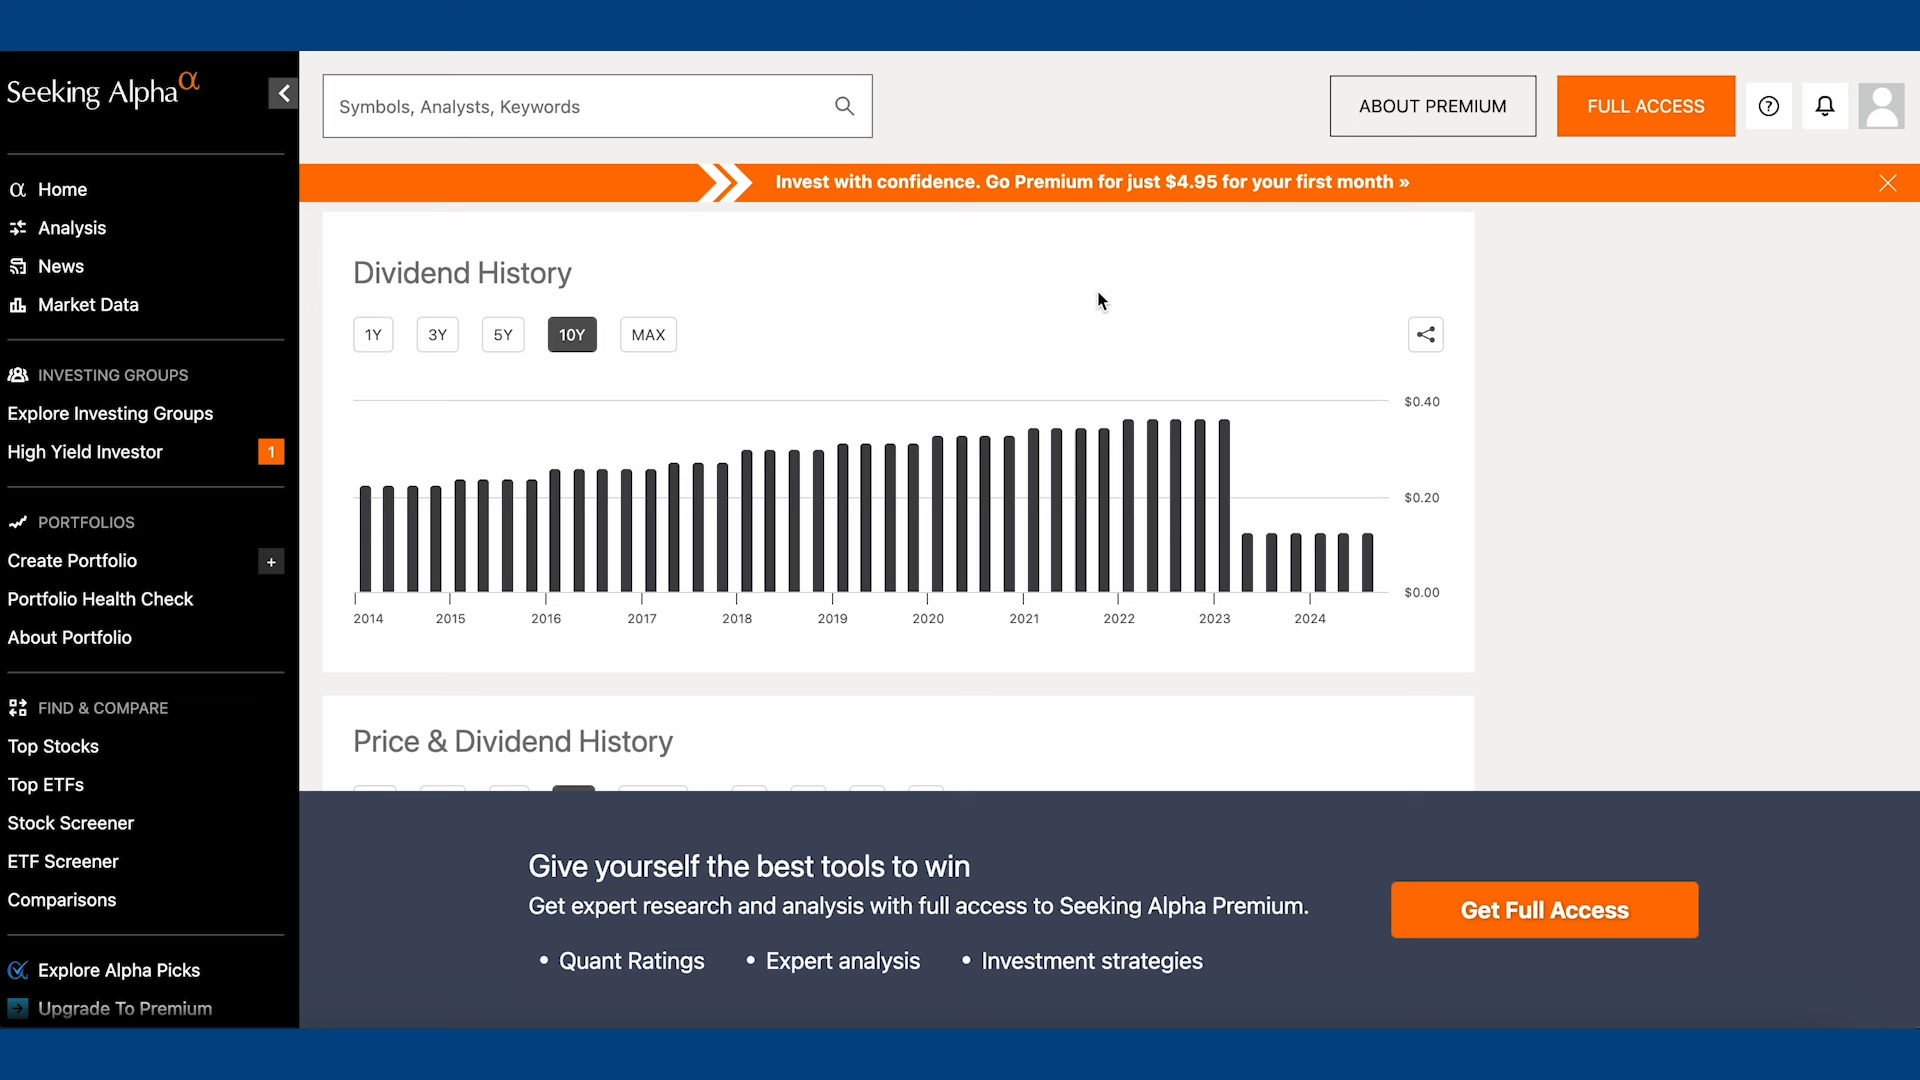 Seeking Alpha α
Symbols, Analysts, Keywords
ABOUT PREMIUM
FULL ACCESS
Invest with confidence. Go Premium for just $4.95 for your first month »
Home
Analysis
News
Market Data
INVESTING GROUPS
Explore Investing Groups
High Yield Investor
1
PORTFOLIOS
Create Portfolio
+
Portfolio Health Check
About Portfolio
FIND & COMPARE
Top Stocks
Top ETFs
Stock Screener
ETF Screener
Comparisons
Explore Alpha Picks
Upgrade To Premium
Dividend History
1Y 3Y 5Y 10Y MAX
$0.40
$0.20
$0.00
2014 2015 2016 2017 2018 2019 2020 2021 2022 2023 2024
Price & Dividend History
Give yourself the best tools to win
Get expert research and analysis with full access to Seeking Alpha Premium.
• Quant Ratings • Expert analysis • Investment strategies
Get Full Access